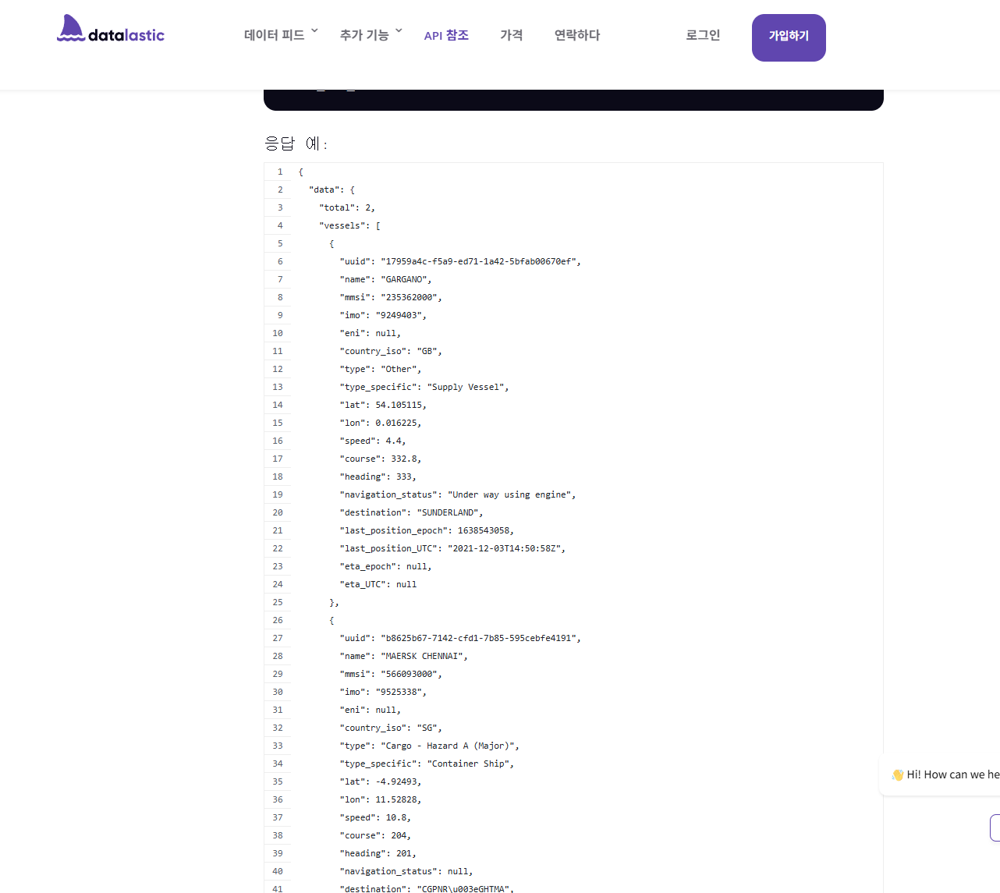 datalastic
데이터 피드 추가 기능 API 참조 가격 연락하다 로그인 가입하기
응답 예:
1 {
2 "data": {
3 "total": 2,
4 "vessels": [
5 {
6 "uuid": "17959a4c-f5a9-ed71-1a42-5bfab00670ef",
7 "name": "GARGANO",
8 "mmsi": "235362000",
9 "imo": "9249403",
10 "eni": null,
11 "country_iso": "GB",
12 "type": "Other",
13 "type_specific": "Supply Vessel",
14 "lat": 54.105115,
15 "lon": 0.016225,
16 "speed": 4.4,
17 "course": 332.8,
18 "heading": 333,
19 "navigation_status": "Under way using engine",
20 "destination": "SUNDERLAND",
21 "last_position_epoch": 1638543058,
22 "last_position_UTC": "2021-12-03T14:50:58Z",
23 "eta_epoch": null,
24 "eta_UTC": null
25 },
26 {
27 "uuid": "b8625b67-7142-cfd1-7b85-595cebfe4191",
28 "name": "MAERSK CHENNAI",
29 "mmsi": "566093000",
30 "imo": "9525338",
31 "eni": null,
32 "country_iso": "SG",
33 "type": "Cargo - Hazard A (Major)",
34 "type_specific": "Container Ship",
35 "lat": -4.92493,
36 "lon": 11.52828,
37 "speed": 10.8,
38 "course": 204,
39 "heading": 201,
40 "navigation_status": null,
41 "destination": "CGPNR\u003eGHTMA",
👋 Hi! How can we he